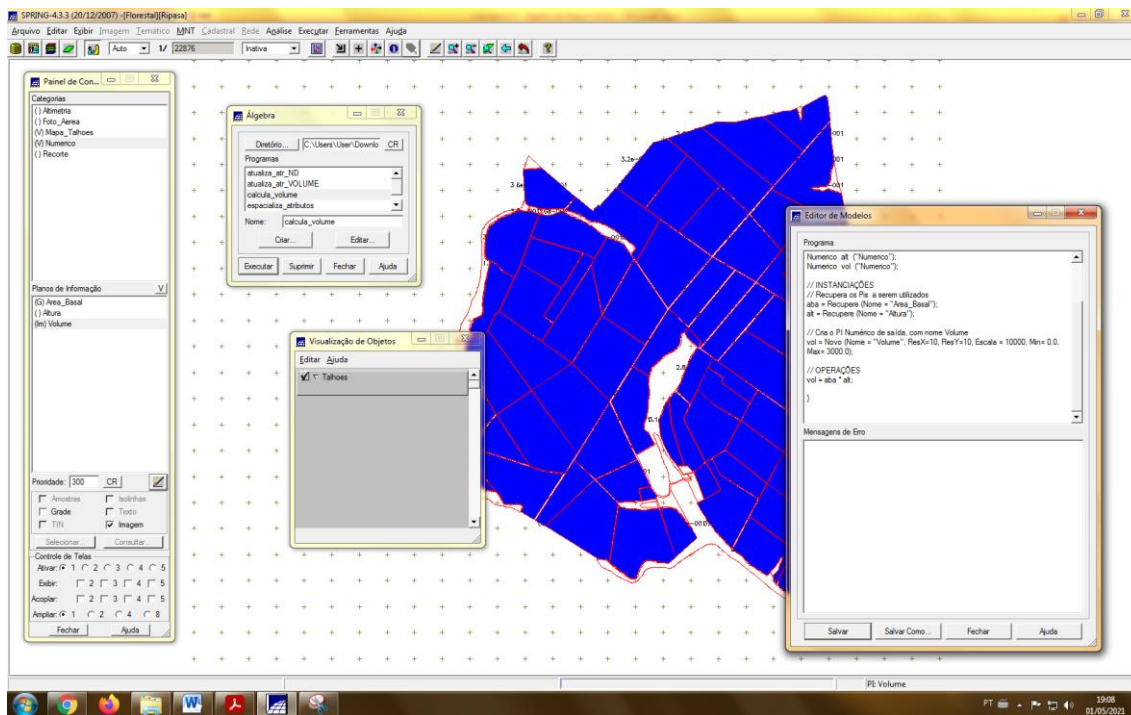 SPRING-4.3.3 (20/12/2007) -[Florestal][Ripasa]
Arquivo Editar Exibir Imagem Temático MNT Cadastral Rede Análise Executar Ferramentas Ajuda
Auto 1/ 22876 Inativa
Painel de Con...
Categorias
( ) Altimetria
( ) Foto_Aerea
(V) Mapa_Talhoes
(V) Numerico
( ) Recorte
Planos de Informação V
(G) Area_Basal
( ) Altura
(Im) Volume
Prioridade: 300 CR
Amostras Isolinhas
Grade Texto
TIN Imagem
Selecionar... Consultar...
Controle de Telas
Ativar: 1 2 3 4 5
Exibir: 2 3 4 5
Acoplar: 2 3 4 5
Ampliar: 1 2 4 8
Fechar Ajuda
Álgebra
Diretório... C:\Users\User\Downlo CR
Programas
atualiza_atr_ND
atualiza_atr_VOLUME
calcula_volume
espacializa_atributos
Nome: calcula_volume
Criar... Editar...
Executar Suprimir Fechar Ajuda
Visualização de Objetos
Editar Ajuda
Talhoes
Editor de Modelos
Programa
Numerico alt ("Numerico");
Numerico vol ("Numerico");
// INSTANCIAÇÕES
// Recupera os Pis a serem utilizados
aba = Recupere (Nome = "Area_Basal");
alt = Recupere (Nome = "Altura");
// Cria o PI Numérico de saída, com nome Volume
vol = Novo (Nome = "Volume", ResX=10, ResY=10, Escala = 10000, Min= 0.0,
Max= 3000.0);
// OPERAÇÕES
vol = aba * alt;
}
Mensagens de Erro
Salvar Salvar Como... Fechar Ajuda
PI: Volume
PT
19:08
01/05/2021